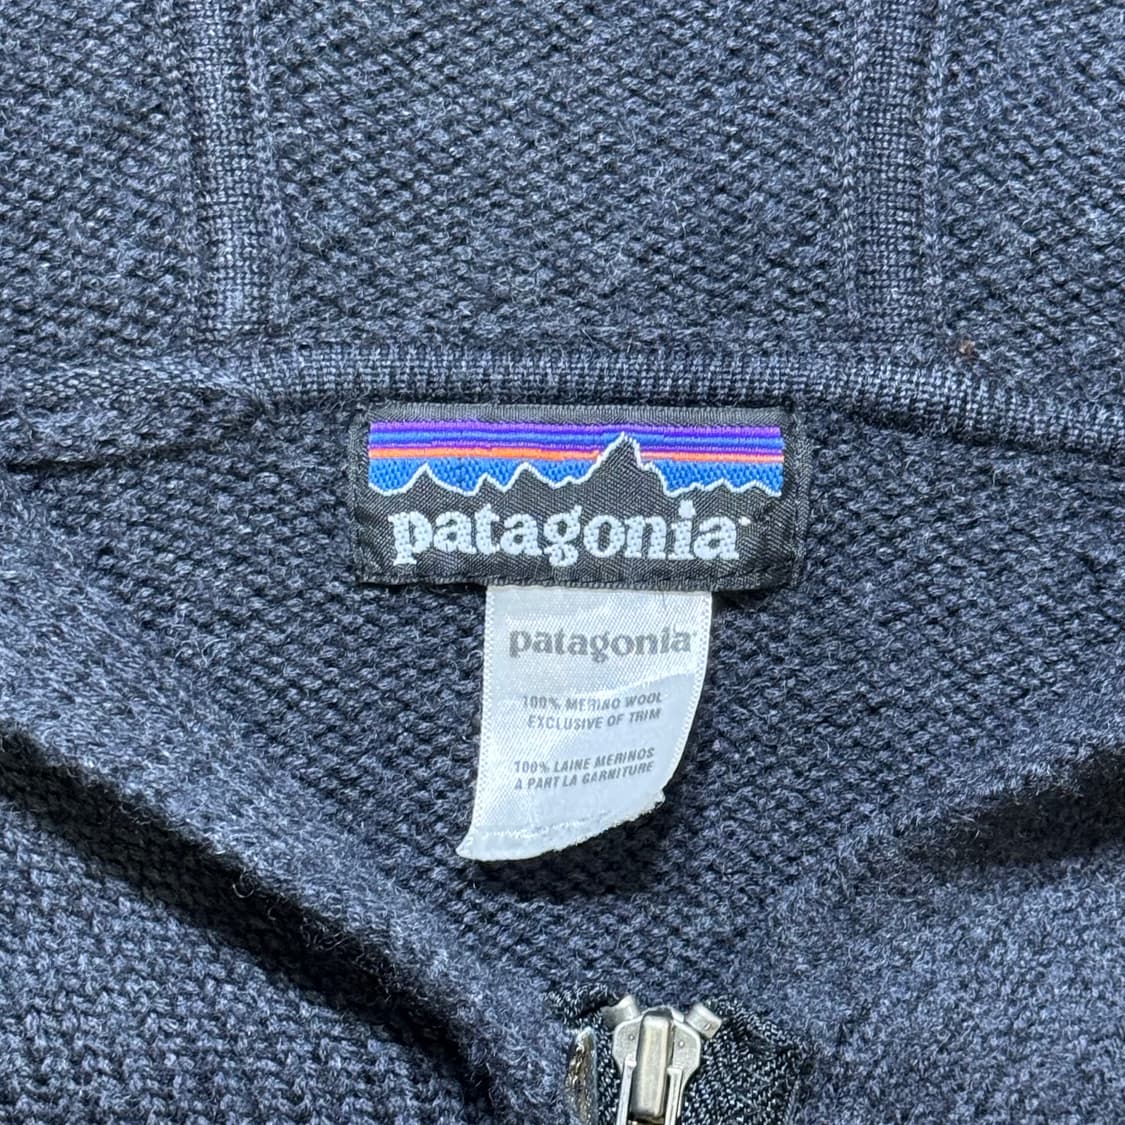 patagonia
patagonia
100% MERINO WOOL
EXCLUSIVE OF TRIM
100% LAINE MERINOS
A PART LA GARNITURE